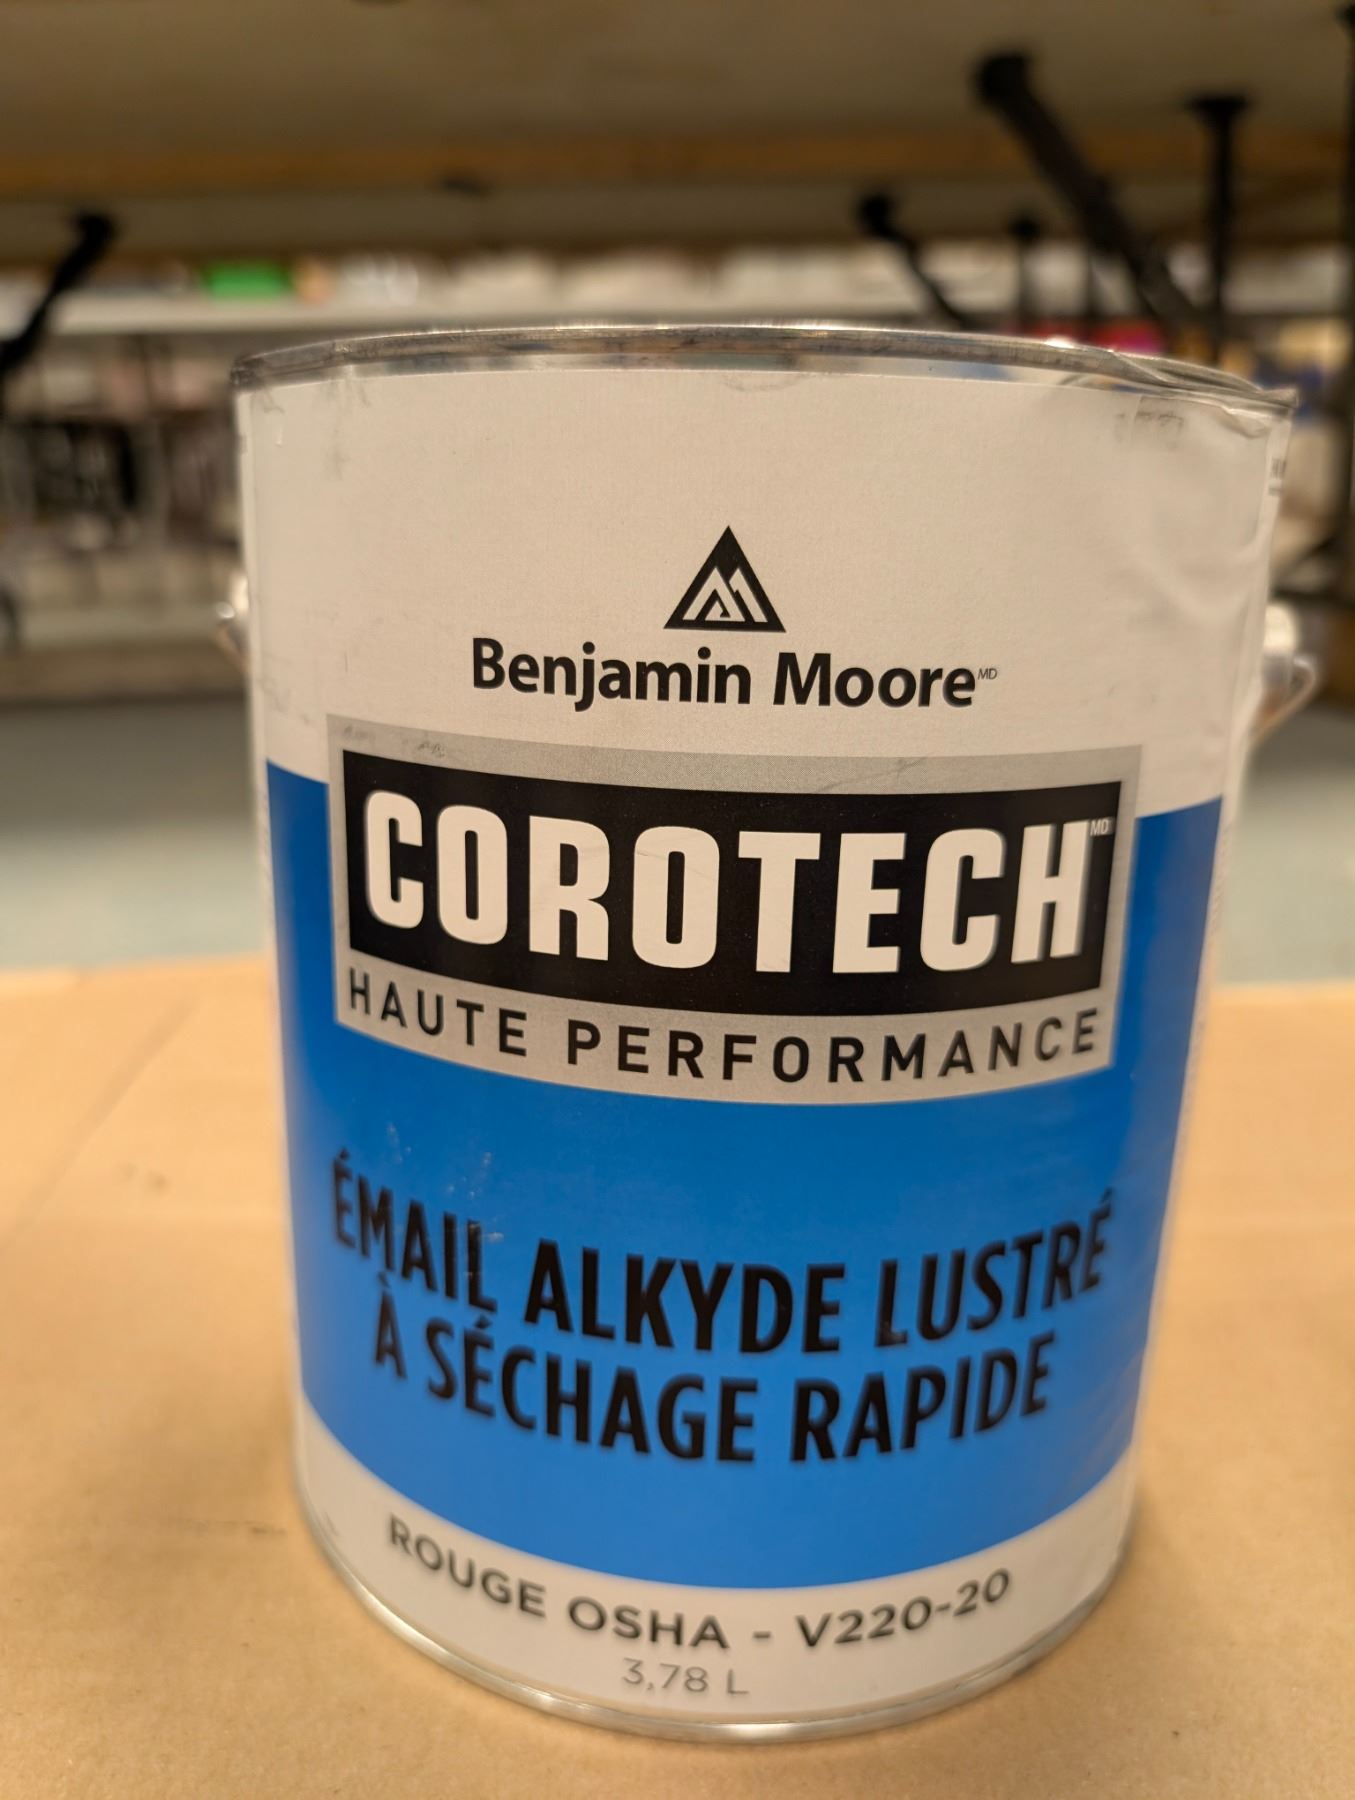 Benjamin Moore MD
COROTECH MD
HAUTE PERFORMANCE
ÉMAIL ALKYDE LUSTRÉ
À SÉCHAGE RAPIDE
ROUGE OSHA - V220-20
3,78 L